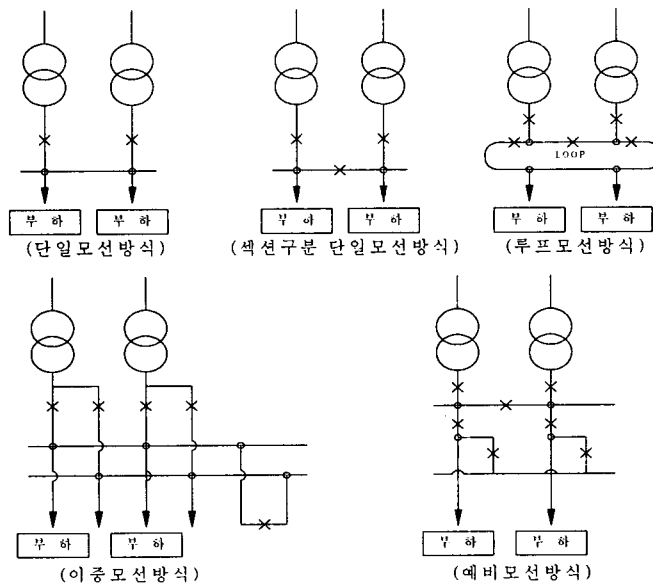 부 하 부 하
(단일모선방식)
부 하 부 하
(섹션구분 단일모선방식)
LOOP
부 하 부 하
(루프모선방식)
부 하 부 하
(이중모선방식)
부 하 부 하
(예비모선방식)